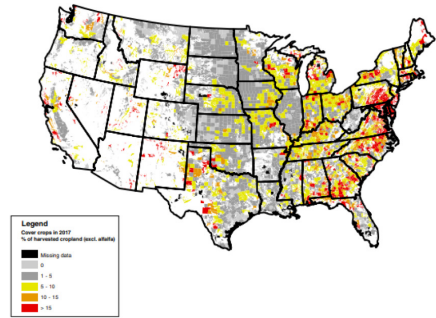 Legend
Cover crops in 2017
% of harvested cropland (excl. alfalfa)
Missing data
0
1 - 5
5 - 10
10 - 15
> 15